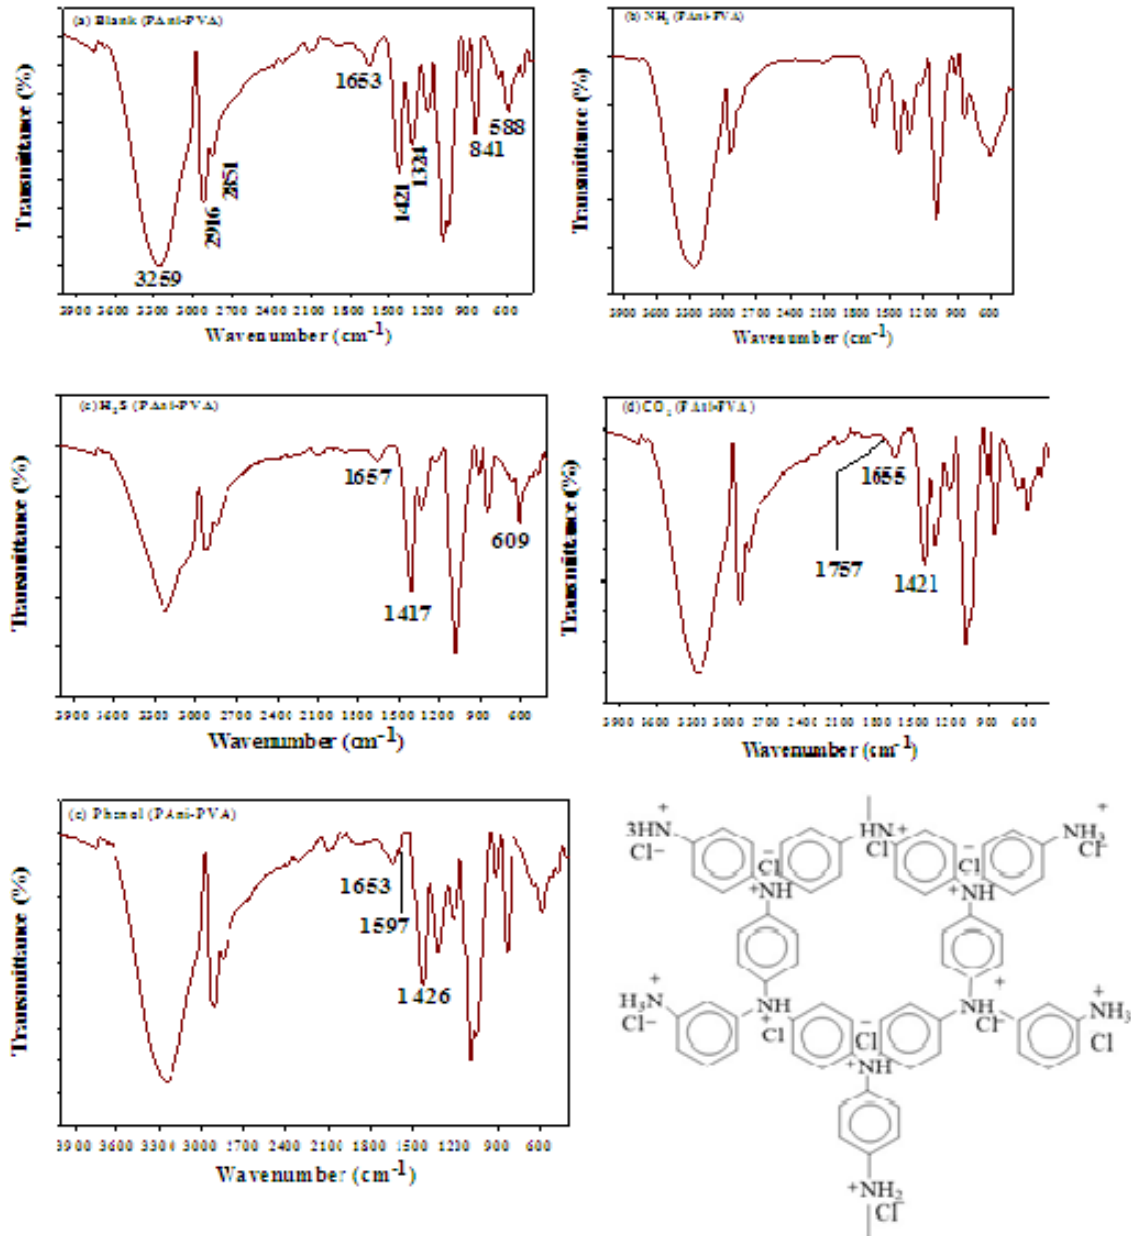 (a) Blank (PAni-PVA)
Transmittance (%)
1653
588
841
1324
1421
2851
2916
3259
3900 3600 3300 3000 2700 2400 2100 1800 1500 1200 900 600
Wavenumber (cm-1)
(b) NH3 (PAni-PVA)
Transmittance (%)
3900 3600 3300 3000 2700 2400 2100 1800 1500 1200 900 600
Wavenumber (cm-1)
(c) H2S (PAni-PVA)
Transmittance (%)
1657
609
1417
3900 3600 3300 3000 2700 2400 2100 1800 1500 1200 900 600
Wavenumber (cm-1)
(d) CO2 (PAni-PVA)
Transmittance (%)
1655
1757
1421
3900 3600 3300 3000 2700 2400 2100 1800 1500 1200 900 600
Wavenumber (cm-1)
(e) Phenol (PAni-PVA)
Transmittance (%)
1653
1597
1426
3900 3600 3300 3000 2700 2400 2100 1800 1500 1200 900 600
Wavenumber (cm-1)
+ + +
3HN HN NH3
Cl− Cl− Cl Cl− Cl−
+NH +NH
+ + +
H3N NH NH NH3
Cl− + Cl− Cl− Cl− Cl
+NH
+NH2
Cl−